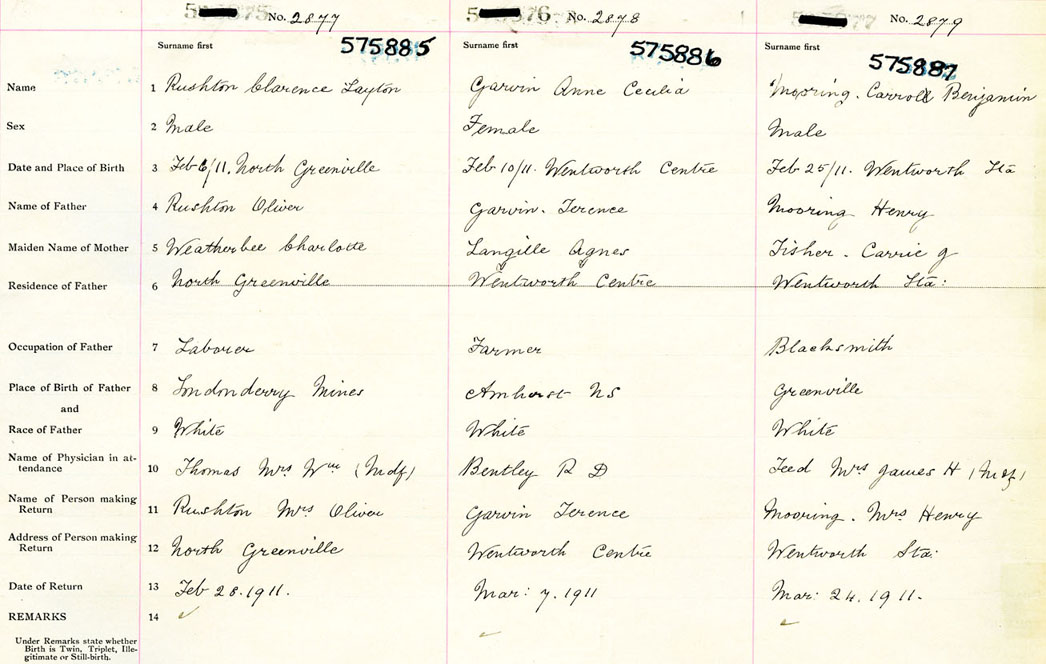 No. 2877 No. 2878 No. 2879
Surname first Surname first Surname first
575885 575886 575887
Name 1 Rushton Clarence Layton Garvin Anne Cecilia Mooring. Carroll Benjamin
Sex 2 Male Female Male
Date and Place of Birth 3 Feb 6/11. North Greenville Feb 10/11. Wentworth Centre Feb 25/11. Wentworth Sta
Name of Father 4 Rushton Oliver Garvin. Terence Mooring Henry
Maiden Name of Mother 5 Weatherbee Charlotte Langille Agnes Fisher. Carrie J
Residence of Father 6 North Greenville Wentworth Centre Wentworth Sta:
Occupation of Father 7 Laborer Farmer Blacksmith
Place of Birth of Father 8 Londonderry Mines Amherst NS Greenville
and
Race of Father 9 White White White
Name of Physician in at-
tendance 10 Thomas Mrs Wm (Mdf) Bentley R D Teed Mrs James H (Mdf)
Name of Person making
Return 11 Rushton Mrs Oliver Garvin Terence Mooring. Mrs Henry
Address of Person making
Return 12 North Greenville Wentworth Centre Wentworth Sta:
Date of Return 13 Feb 28. 1911. Mar: 7. 1911 Mar: 24. 1911.
REMARKS 14
Under Remarks state whether
Birth is Twin, Triplet, Ille-
gitimate or Still-birth.